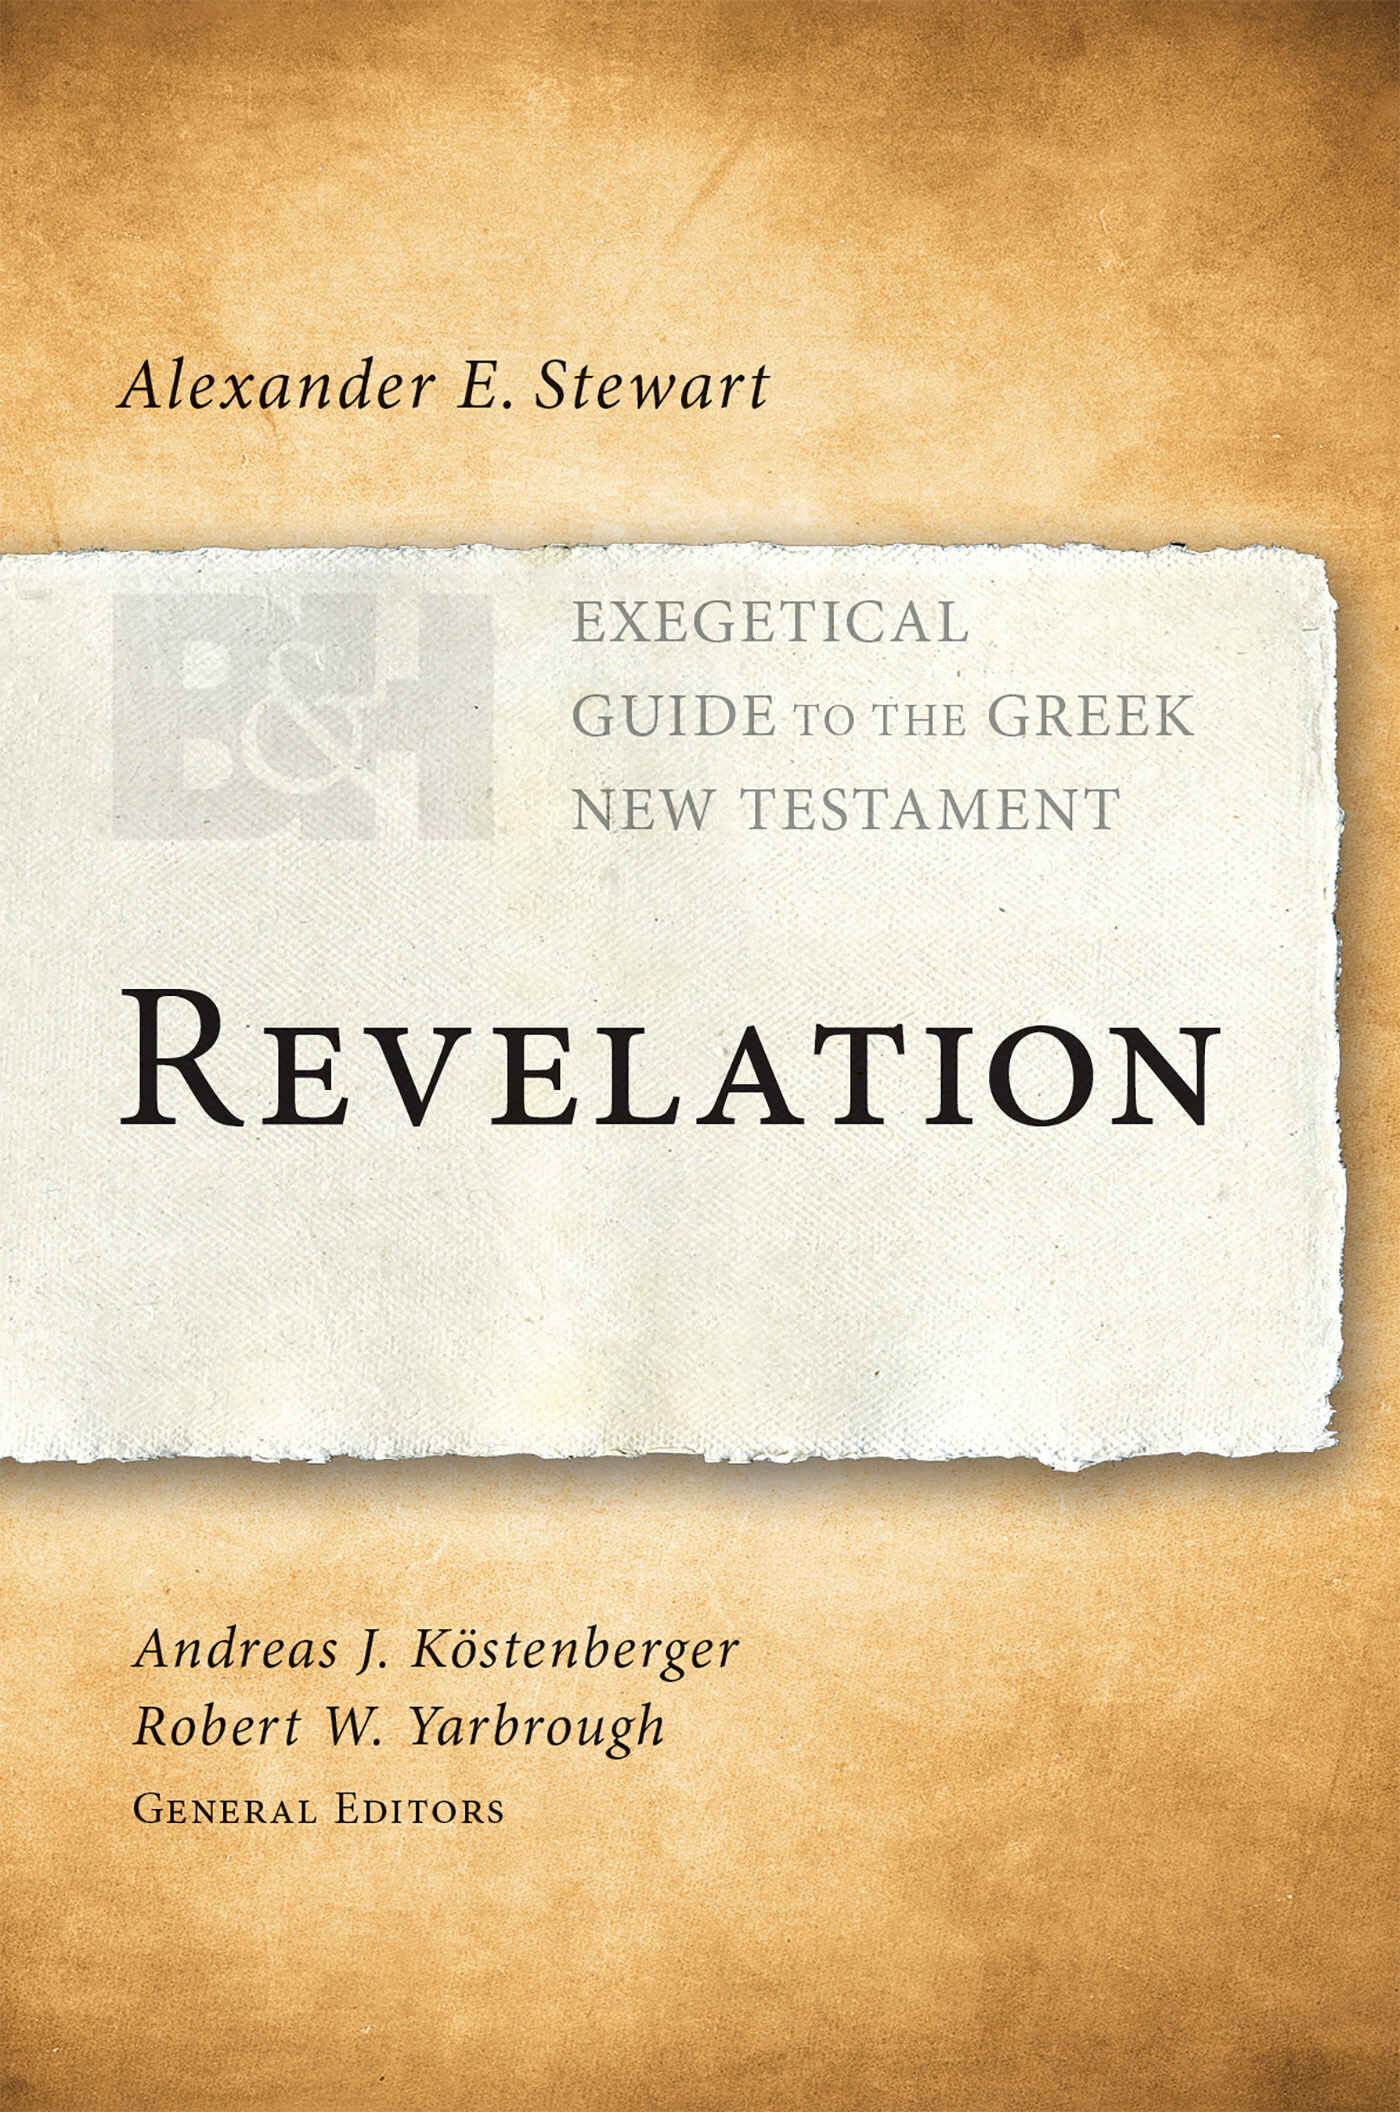 Alexander E. Stewart
B&H
EXEGETICAL
GUIDE TO THE GREEK
NEW TESTAMENT
REVELATION
Andreas J. Köstenberger
Robert W. Yarbrough
GENERAL EDITORS